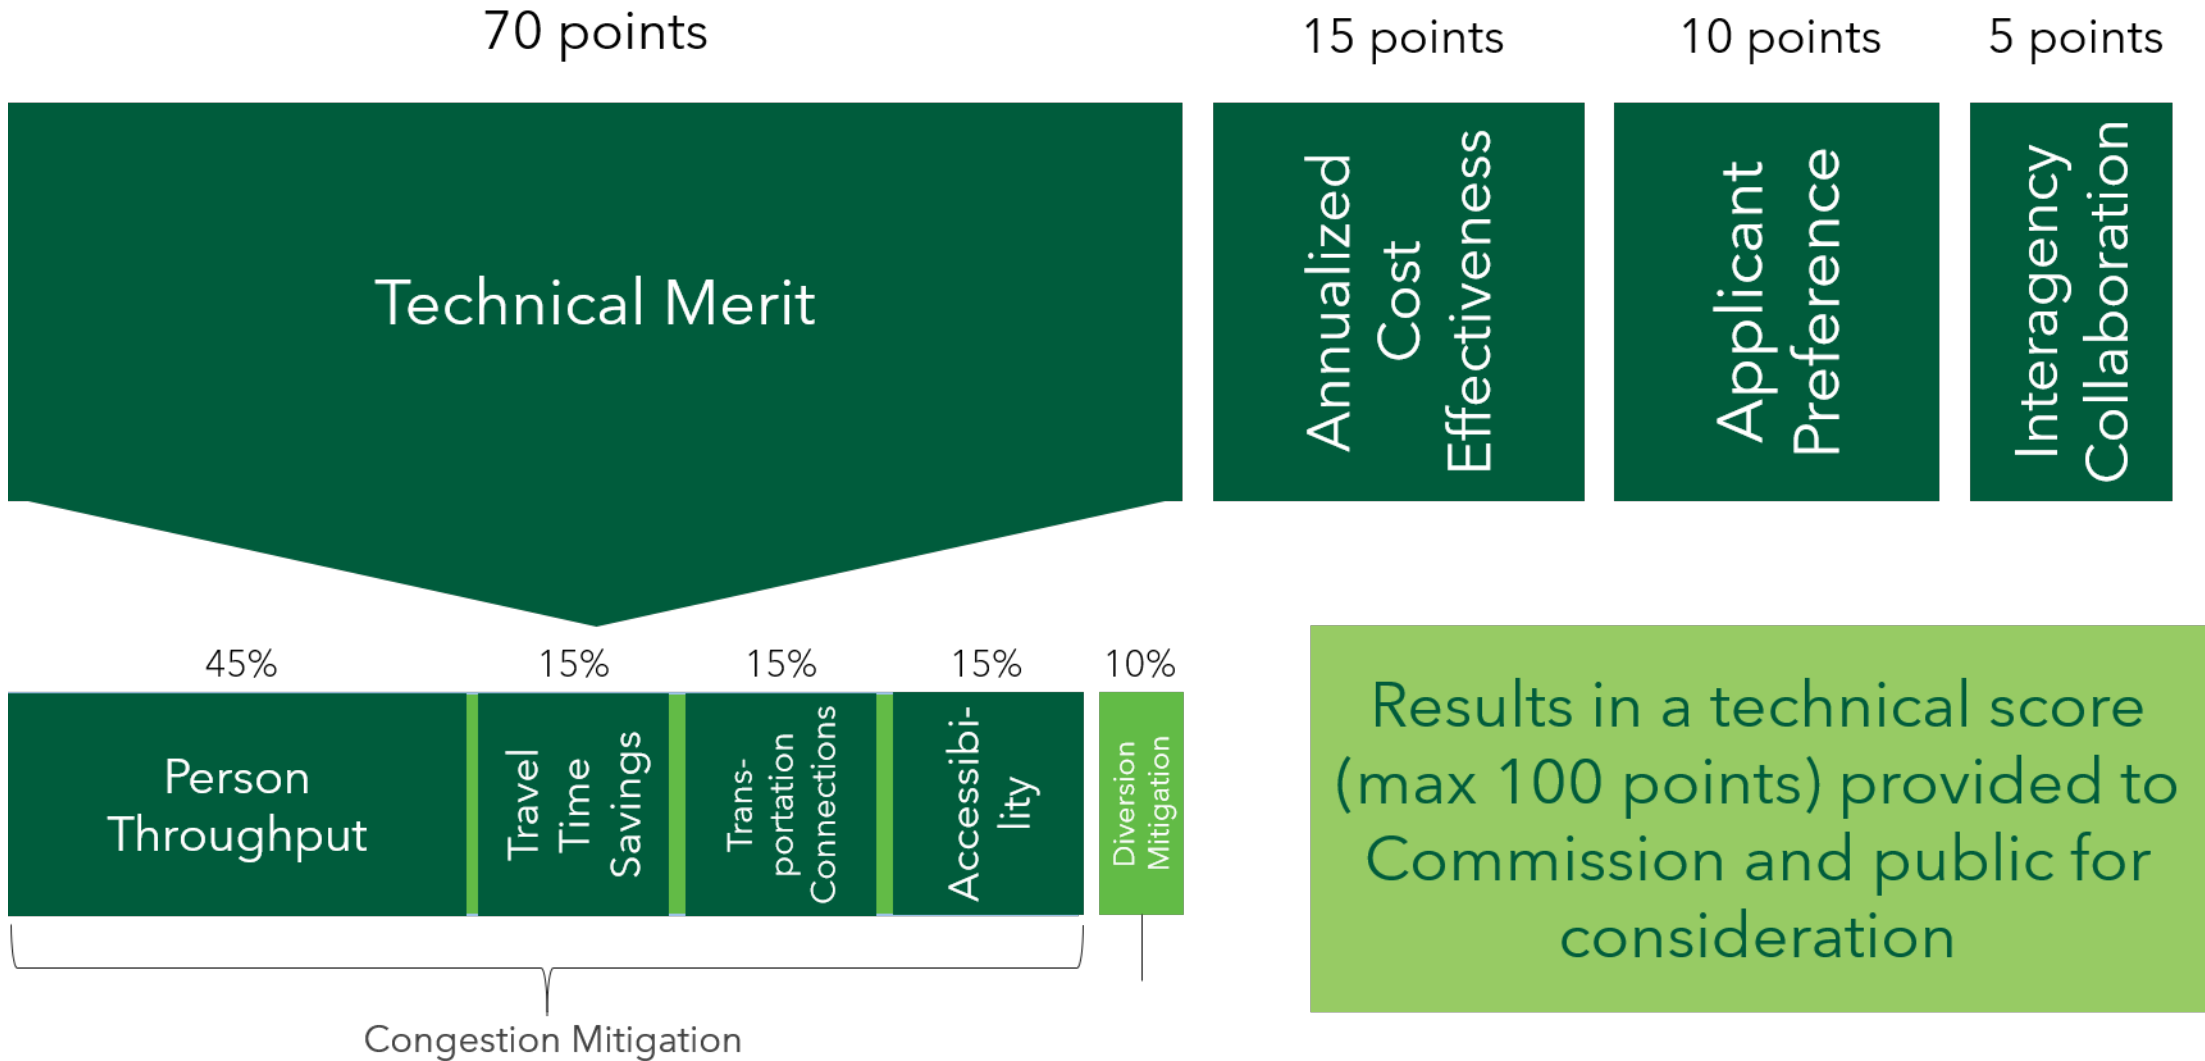 70 points
15 points
10 points
5 points
Technical Merit
Annualized
Cost
Effectiveness
Applicant
Preference
Interagency
Collaboration
45%
15%
15%
15%
10%
Person
Throughput
Travel
Time
Savings
Trans-
portation
Connections
Accessibi-
lity
Diversion
Mitigation
Congestion Mitigation
Results in a technical score
(max 100 points) provided to
Commission and public for
consideration